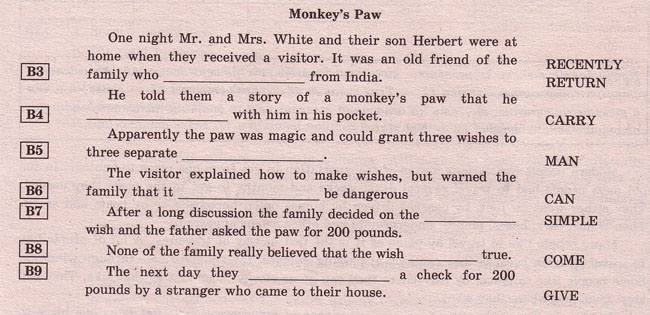 Monkey's Paw
One night Mr. and Mrs. White and their son Herbert were at
home when they received a visitor. It was an old friend of the
B3 family who ____________ from India. RECENTLY RETURN
He told them a story of a monkey's paw that he
B4 ____________ with him in his pocket. CARRY
Apparently the paw was magic and could grant three wishes to
B5 three separate ____________. MAN
The visitor explained how to make wishes, but warned the
B6 family that it ____________ be dangerous CAN
B7 After a long discussion the family decided on the ________ SIMPLE
wish and the father asked the paw for 200 pounds.
B8 None of the family really believed that the wish ______ true. COME
B9 The next day they ____________ a check for 200
pounds by a stranger who came to their house. GIVE